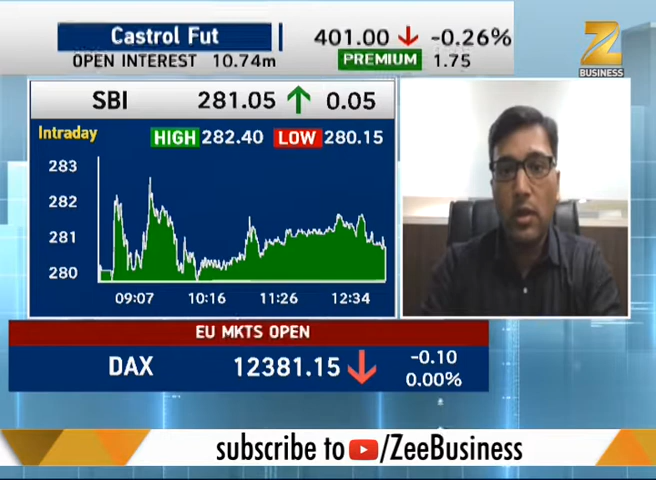 Castrol Fut 401.00 -0.26%
OPEN INTEREST 10.74m PREMIUM 1.75
Z
BUSINESS
SBI 281.05 0.05
Intraday HIGH 282.40 LOW 280.15
283
282
281
280
09:07 10:16 11:26 12:34
EU MKTS OPEN
DAX 12381.15 -0.10
0.00%
subscribe to /ZeeBusiness